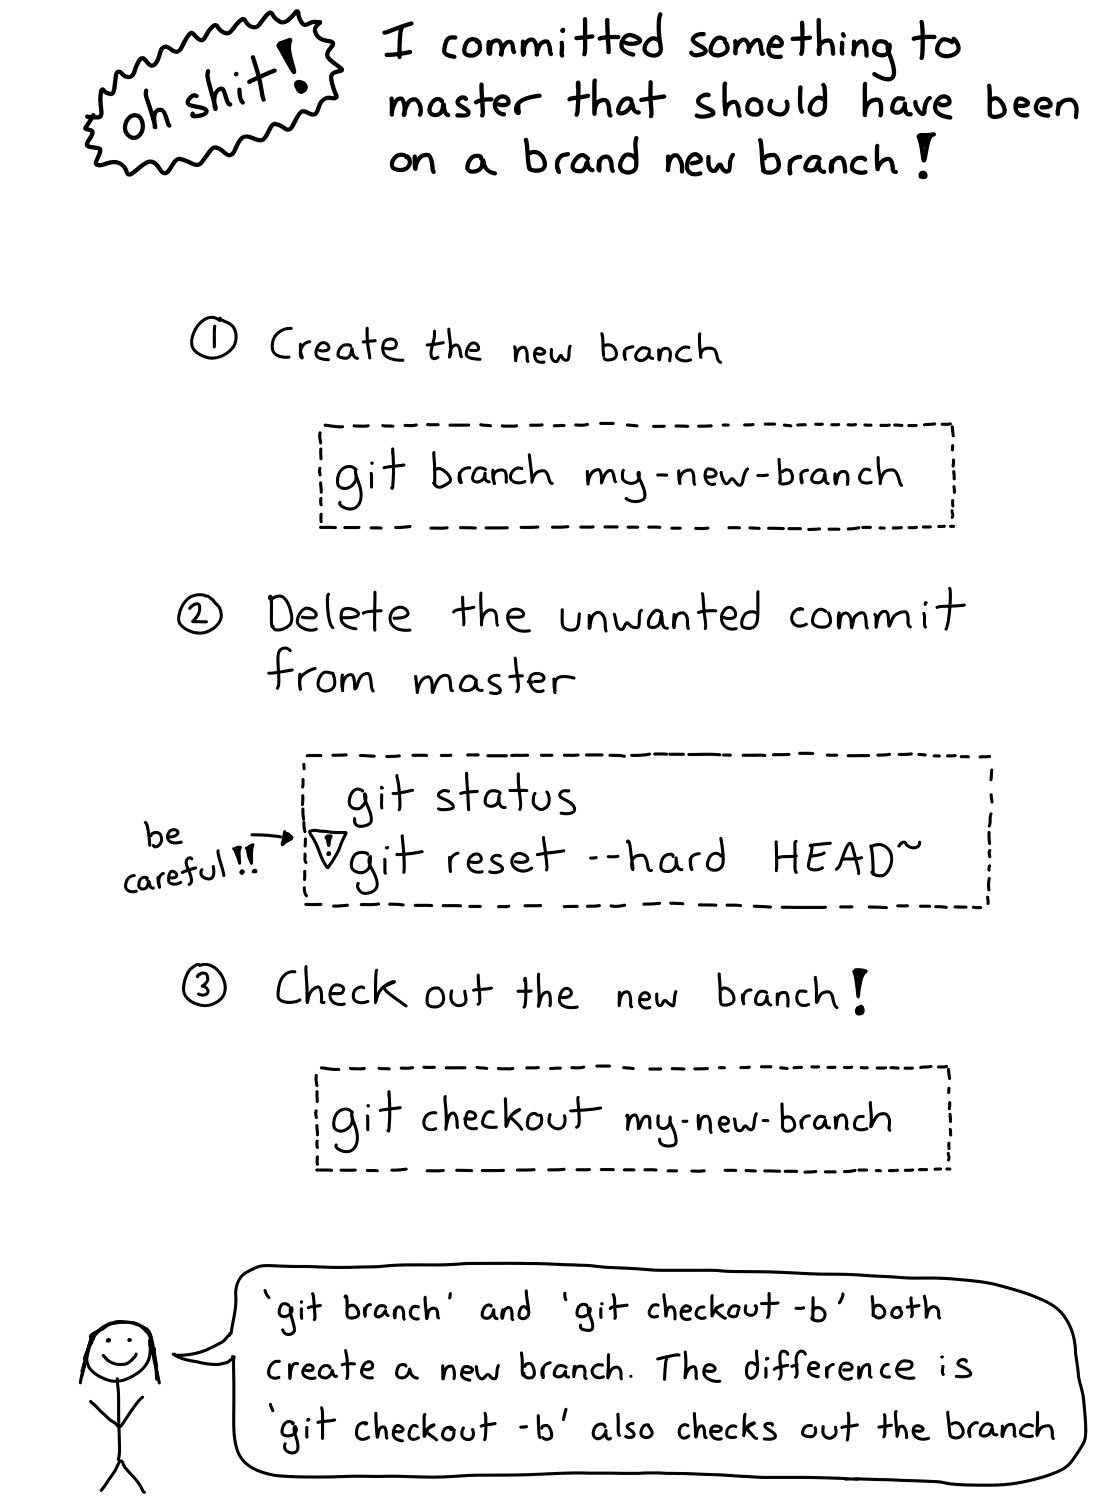 oh shit!
I committed something to
master that should have been
on a brand new branch!
① Create the new branch
git branch my-new-branch
② Delete the unwanted commit
from master
git status
be careful!!
! git reset --hard HEAD~
③ Check out the new branch!
git checkout my-new-branch
'git branch' and 'git checkout -b' both
create a new branch. The difference is
'git checkout -b' also checks out the branch